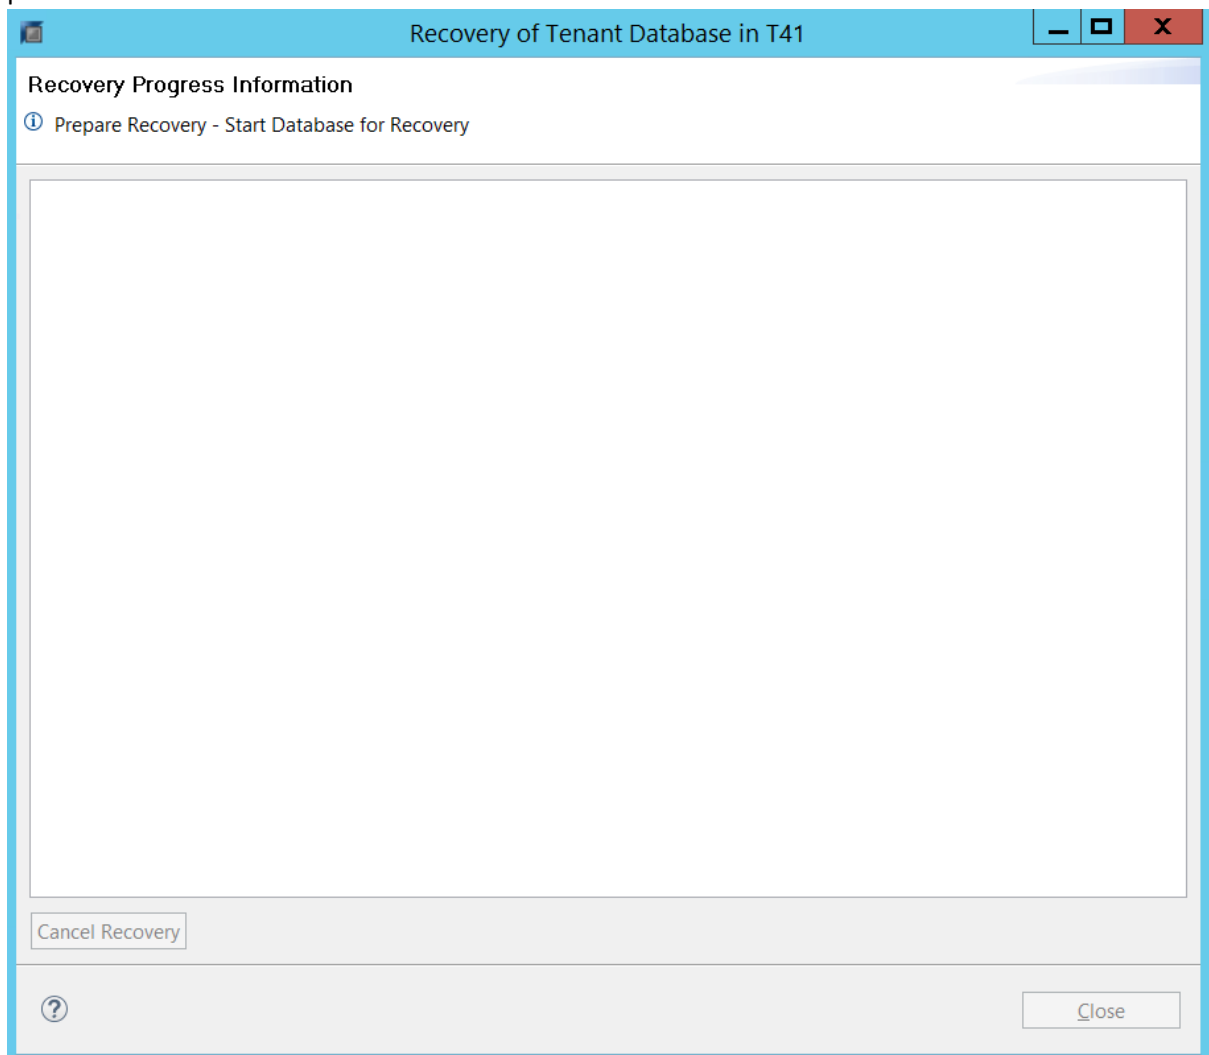 Recovery of Tenant Database in T41
Recovery Progress Information
Prepare Recovery - Start Database for Recovery
Cancel Recovery
Close